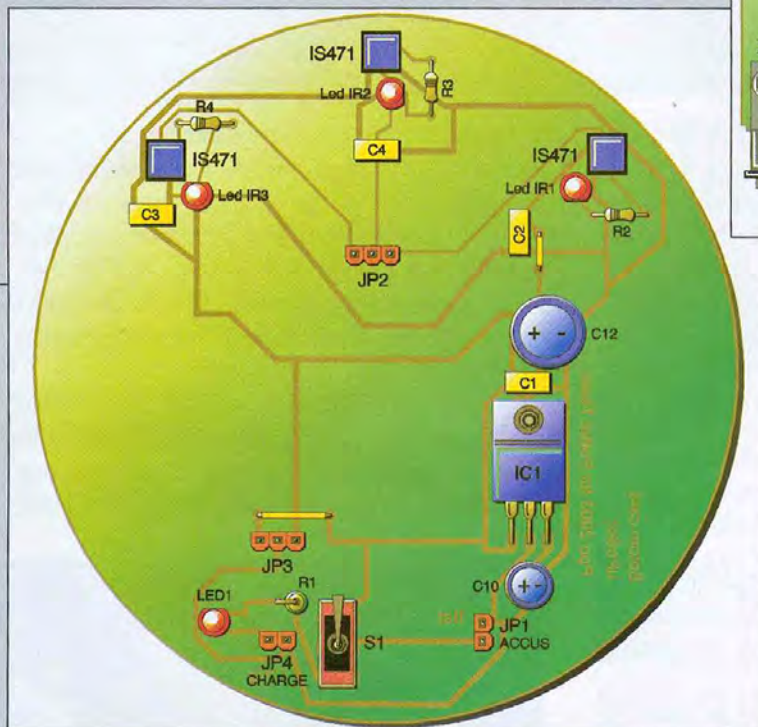 IS471
R3
Led IR2
R4
C4
IS471
IS471
Led IR1
Led IR3
C3
R2
C2
JP2
C12
C1
IC1
JP3
C10
R1
LED1
JP1
S1
ACCUS
JP4
CHARGE